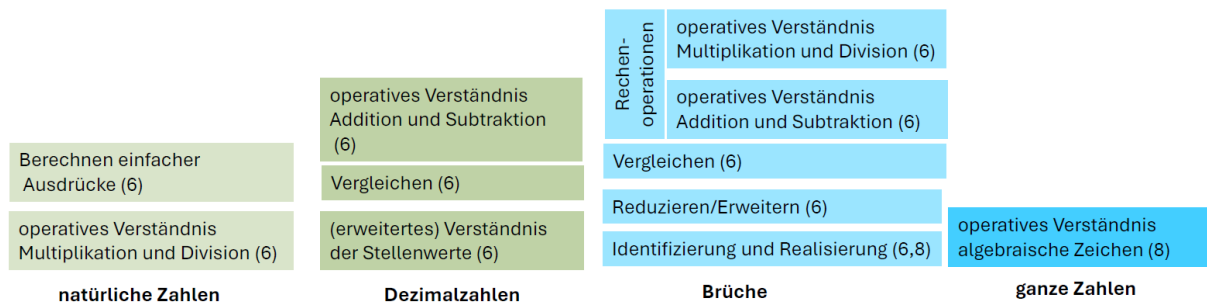 Berechnen einfacher
Ausdrücke (6)
operatives Verständnis
Multiplikation und Division (6)
natürliche Zahlen
operatives Verständnis
Addition und Subtraktion
(6)
Vergleichen (6)
(erweitertes) Verständnis
der Stellenwerte (6)
Dezimalzahlen
Rechen-
operationen
operatives Verständnis
Multiplikation und Division (6)
operatives Verständnis
Addition und Subtraktion (6)
Vergleichen (6)
Reduzieren/Erweitern (6)
Identifizierung und Realisierung (6,8)
Brüche
operatives Verständnis
algebraische Zeichen (8)
ganze Zahlen